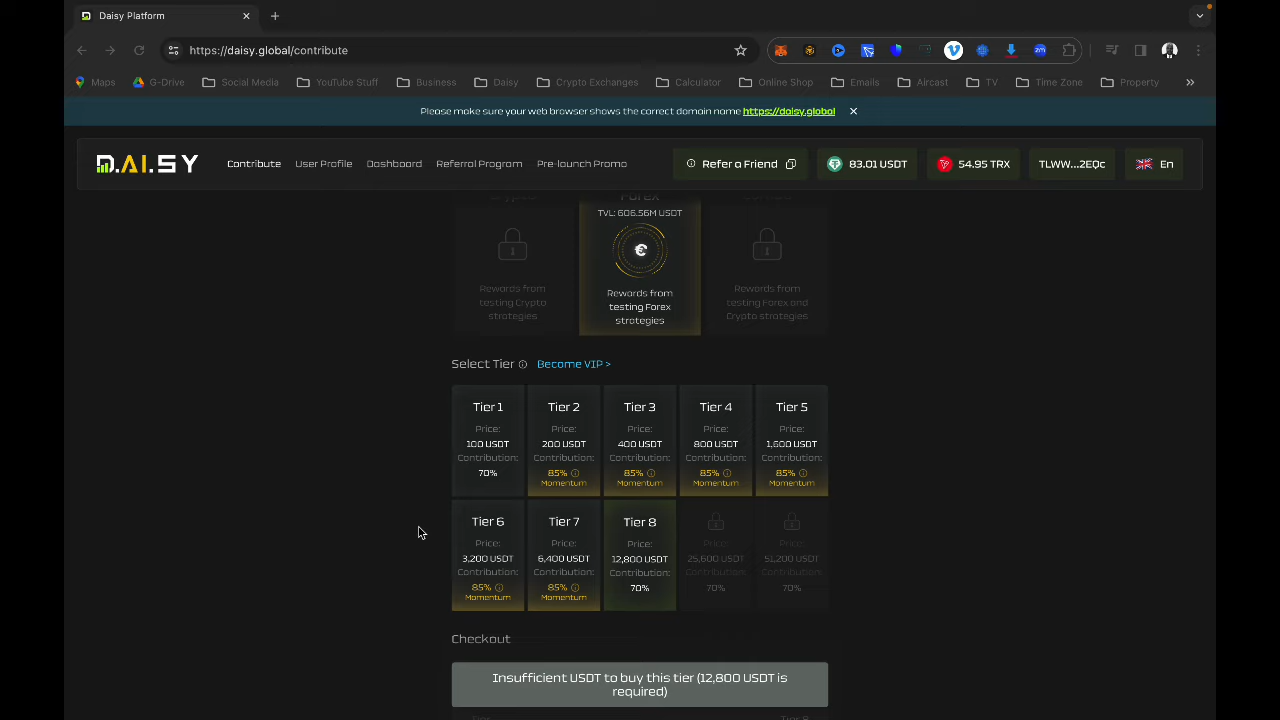 Daisy Platform
https://daisy.global/contribute
Maps G-Drive Social Media YouTube Stuff Business Daisy Crypto Exchanges Calculator Online Shop Emails Aircast TV Time Zone Property
Please make sure your web browser shows the correct domain name https://daisy.global
D.AI.SY Contribute User Profile Dashboard Referral Program Pre-launch Promo Refer a Friend 83.01 USDT 54.95 TRX TLWW...2EQc En
Forex
TVL: 606.56M USDT
Rewards from
testing Crypto
strategies
Rewards from
testing Forex
strategies
Rewards from
testing Forex and
Crypto strategies
Select Tier Become VIP >
Tier 1
Price:
100 USDT
Contribution:
70%
Tier 2
Price:
200 USDT
Contribution:
85%
Momentum
Tier 3
Price:
400 USDT
Contribution:
85%
Momentum
Tier 4
Price:
800 USDT
Contribution:
85%
Momentum
Tier 5
Price:
1,600 USDT
Contribution:
85%
Momentum
Tier 6
Price:
3,200 USDT
Contribution:
85%
Momentum
Tier 7
Price:
6,400 USDT
Contribution:
85%
Momentum
Tier 8
Price:
12,800 USDT
Contribution:
70%
Price:
25,600 USDT
Contribution:
70%
Price:
51,200 USDT
Contribution:
70%
Checkout
Insufficient USDT to buy this tier (12,800 USDT is
required)
Tier Tier 8